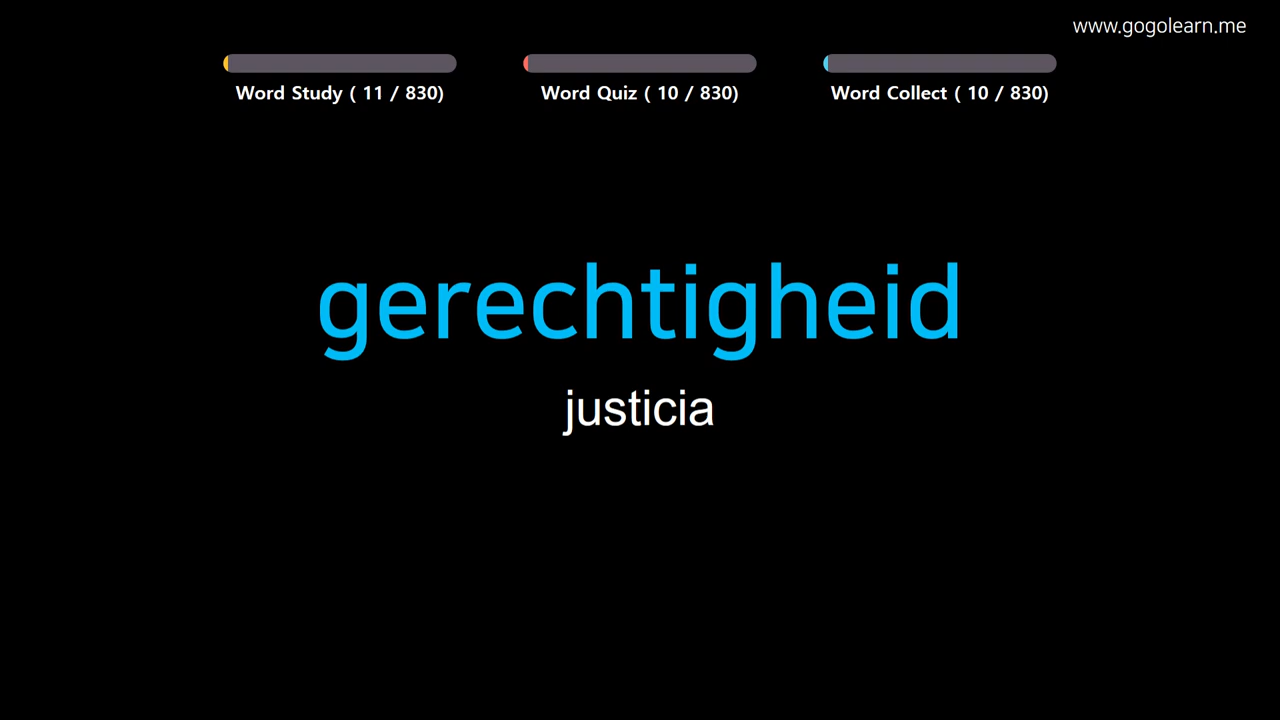 www.gogolearn.me
Word Study ( 11 / 830)
Word Quiz ( 10 / 830)
Word Collect ( 10 / 830)
gerechtigheid
justicia